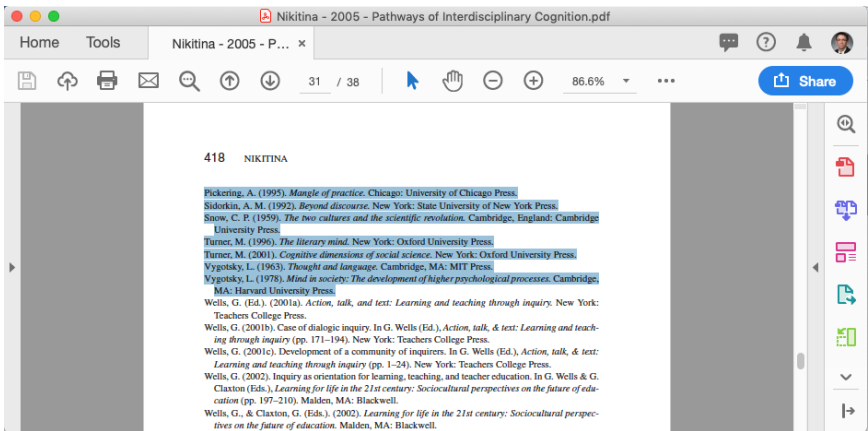 Nikitina - 2005 - Pathways of Interdisciplinary Cognition.pdf
Home Tools Nikitina - 2005 - P... ×
31 / 38 86.6% Share
418 NIKITINA
Pickering, A. (1995). Mangle of practice. Chicago: University of Chicago Press.
Sidorkin, A. M. (1992). Beyond discourse. New York: State University of New York Press.
Snow, C. P. (1959). The two cultures and the scientific revolution. Cambridge, England: Cambridge
University Press.
Turner, M. (1996). The literary mind. New York: Oxford University Press.
Turner, M. (2001). Cognitive dimensions of social science. New York: Oxford University Press.
Vygotsky, L. (1963). Thought and language. Cambridge, MA: MIT Press.
Vygotsky, L. (1978). Mind in society: The development of higher psychological processes. Cambridge,
MA: Harvard University Press.
Wells, G. (Ed.). (2001a). Action, talk, and text: Learning and teaching through inquiry. New York:
Teachers College Press.
Wells, G. (2001b). Case of dialogic inquiry. In G. Wells (Ed.), Action, talk, & text: Learning and teach-
ing through inquiry (pp. 171–194). New York: Teachers College Press.
Wells, G. (2001c). Development of a community of inquirers. In G. Wells (Ed.), Action, talk, & text:
Learning and teaching through inquiry (pp. 1–24). New York: Teachers College Press.
Wells, G. (2002). Inquiry as orientation for learning, teaching, and teacher education. In G. Wells & G.
Claxton (Eds.), Learning for life in the 21st century: Sociocultural perspectives on the future of edu-
cation (pp. 197–210). Malden, MA: Blackwell.
Wells, G., & Claxton, G. (Eds.). (2002). Learning for life in the 21st century: Sociocultural perspec-
tives on the future of education. Malden, MA: Blackwell.